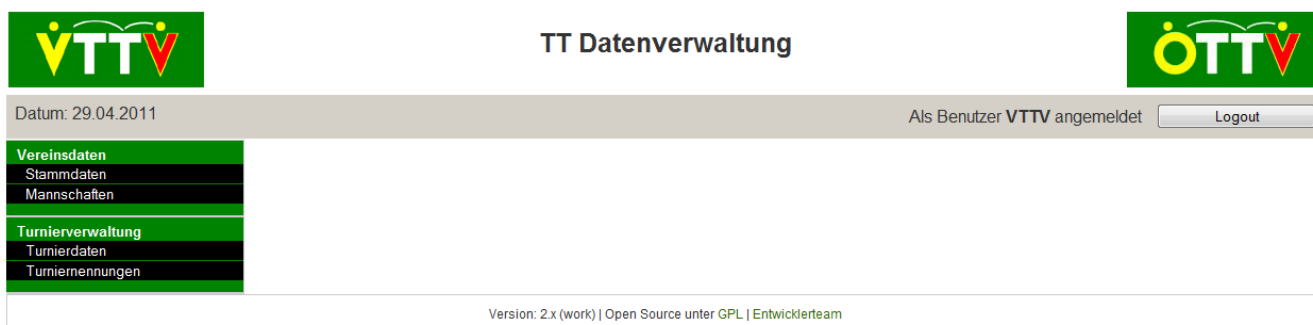 VTTV
TT Datenverwaltung
ÖTTV
Datum: 29.04.2011
Als Benutzer VTTV angemeldet
Logout
Vereinsdaten
Stammdaten
Mannschaften
Turnierverwaltung
Turnierdaten
Turniernennungen
Version: 2.x (work) | Open Source unter GPL | Entwicklerteam